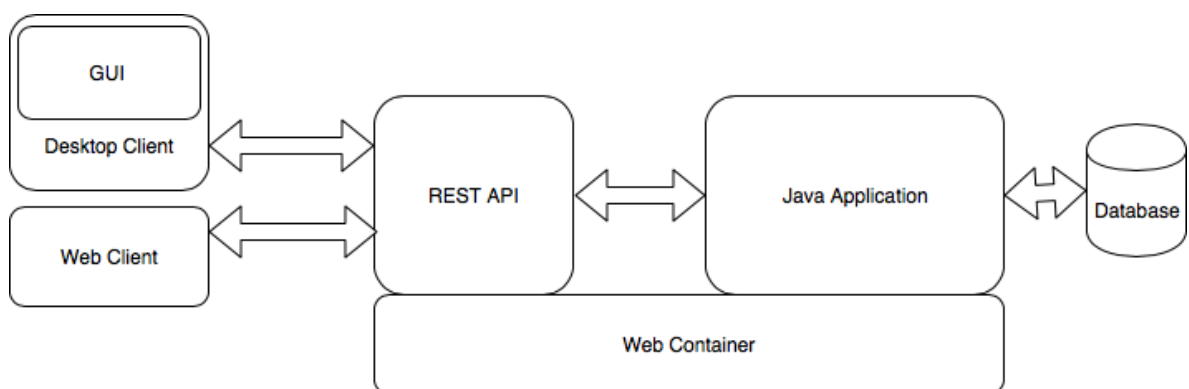 GUI
Desktop Client
Web Client
REST API
Java Application
Database
Web Container